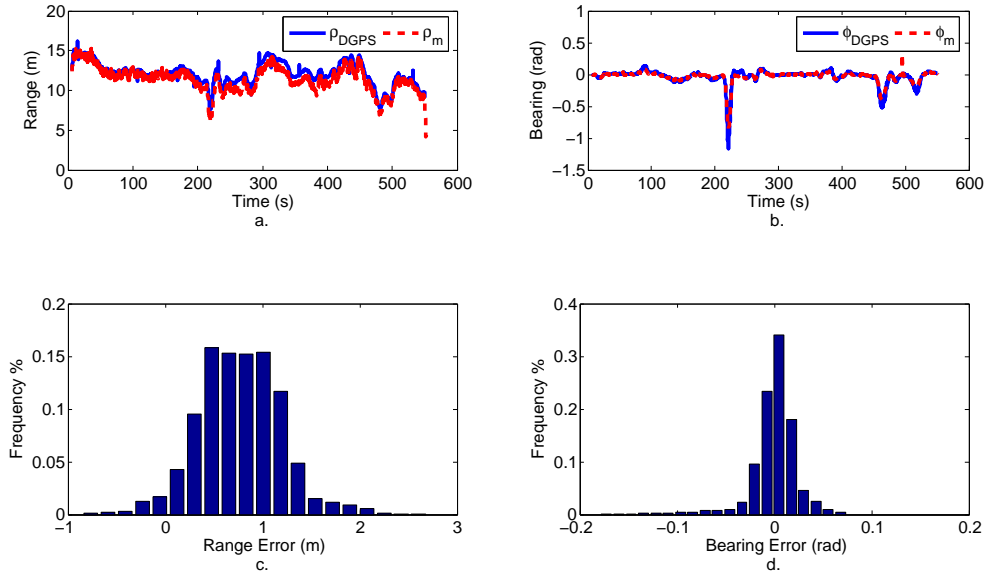 20
15
10
5
0
Range (m)
ρDGPS ρm
0 100 200 300 400 500 600
Time (s)
a.
1
0.5
0
−0.5
−1
−1.5
Bearing (rad)
ϕDGPS ϕm
0 100 200 300 400 500 600
Time (s)
b.
0.2
0.15
0.1
0.05
0
Frequency %
−1 0 1 2 3
Range Error (m)
c.
0.4
0.3
0.2
0.1
0
Frequency %
−0.2 −0.1 0 0.1 0.2
Bearing Error (rad)
d.